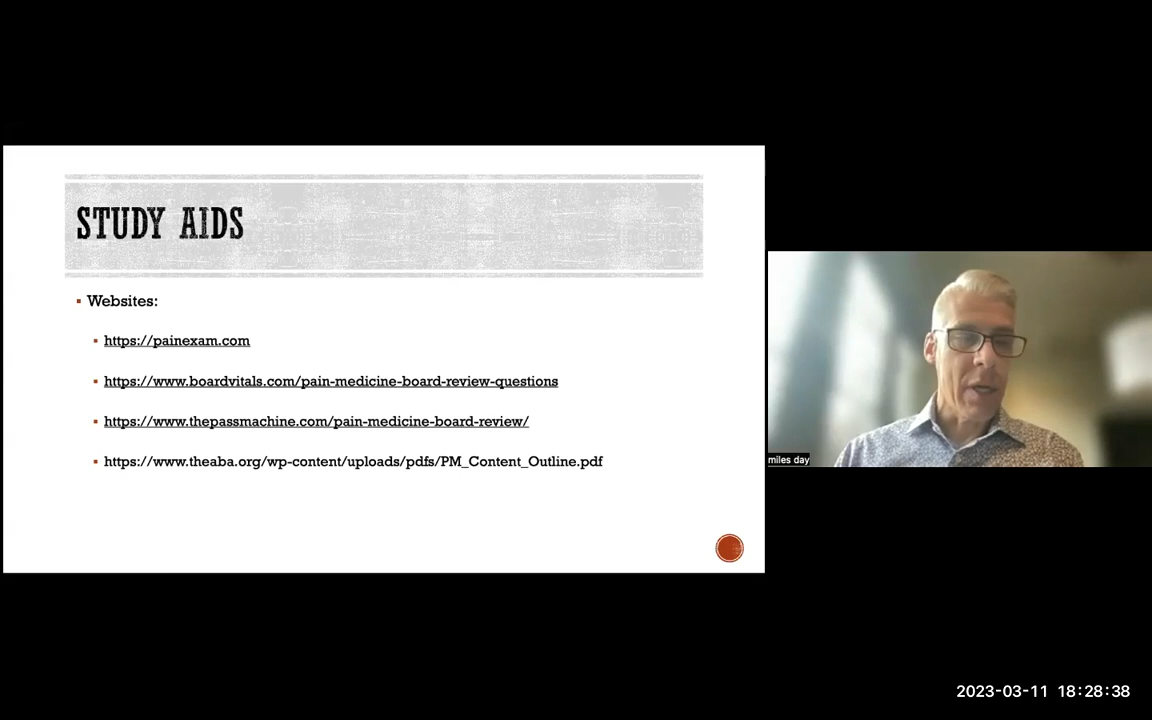 STUDY AIDS
Websites:
https://painexam.com
https://www.boardvitals.com/pain-medicine-board-review-questions
https://www.thepassmachine.com/pain-medicine-board-review/
https://www.theaba.org/wp-content/uploads/pdfs/PM_Content_Outline.pdf
miles day
2023-03-11 18:28:38